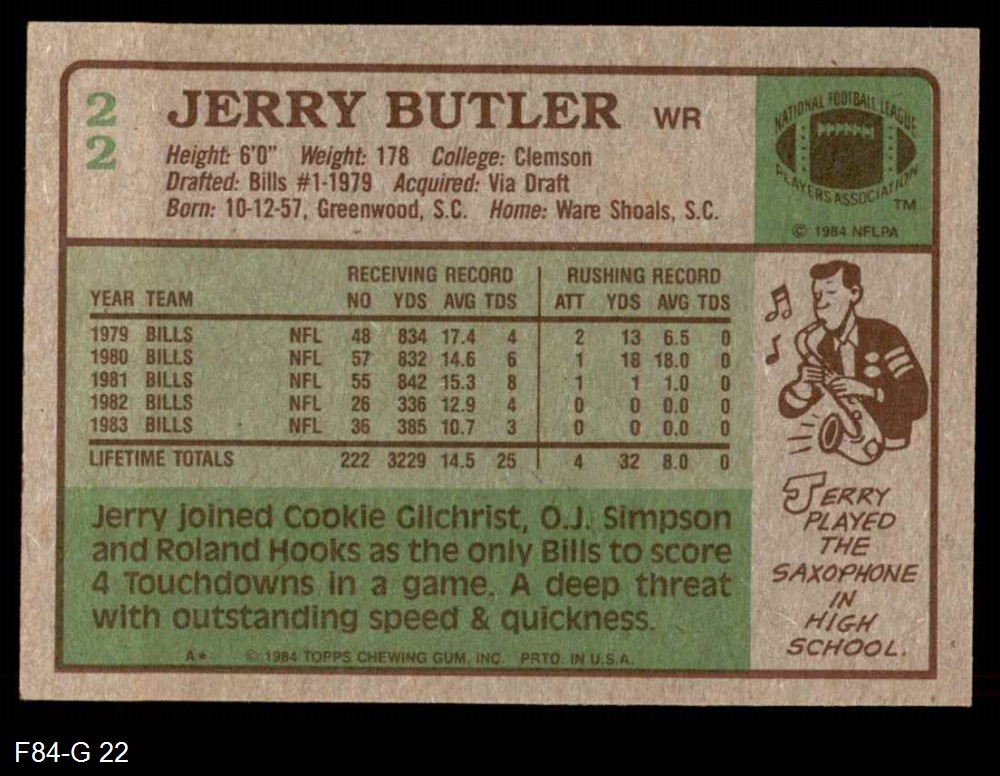 22
JERRY BUTLER WR
Height: 6'0" Weight: 178 College: Clemson
Drafted: Bills #1-1979 Acquired: Via Draft
Born: 10-12-57, Greenwood, S.C. Home: Ware Shoals, S.C.
NATIONAL FOOTBALL LEAGUE
PLAYERS ASSOCIATION
TM
© 1984 NFLPA
RECEIVING RECORD RUSHING RECORD
YEAR TEAM NO YDS AVG TDS ATT YDS AVG TDS
1979 BILLS NFL 48 834 17.4 4 2 13 6.5 0
1980 BILLS NFL 57 832 14.6 6 1 18 18.0 0
1981 BILLS NFL 55 842 15.3 8 1 1 1.0 0
1982 BILLS NFL 26 336 12.9 4 0 0 0.0 0
1983 BILLS NFL 36 385 10.7 3 0 0 0.0 0
LIFETIME TOTALS 222 3229 14.5 25 4 32 8.0 0
Jerry joined Cookie Gilchrist, O.J. Simpson
and Roland Hooks as the only Bills to score
4 Touchdowns in a game. A deep threat
with outstanding speed & quickness.
A* © 1984 TOPPS CHEWING GUM, INC. PRTD. IN U.S.A.
JERRY
PLAYED
THE
SAXOPHONE
IN
HIGH
SCHOOL.
F84-G 22